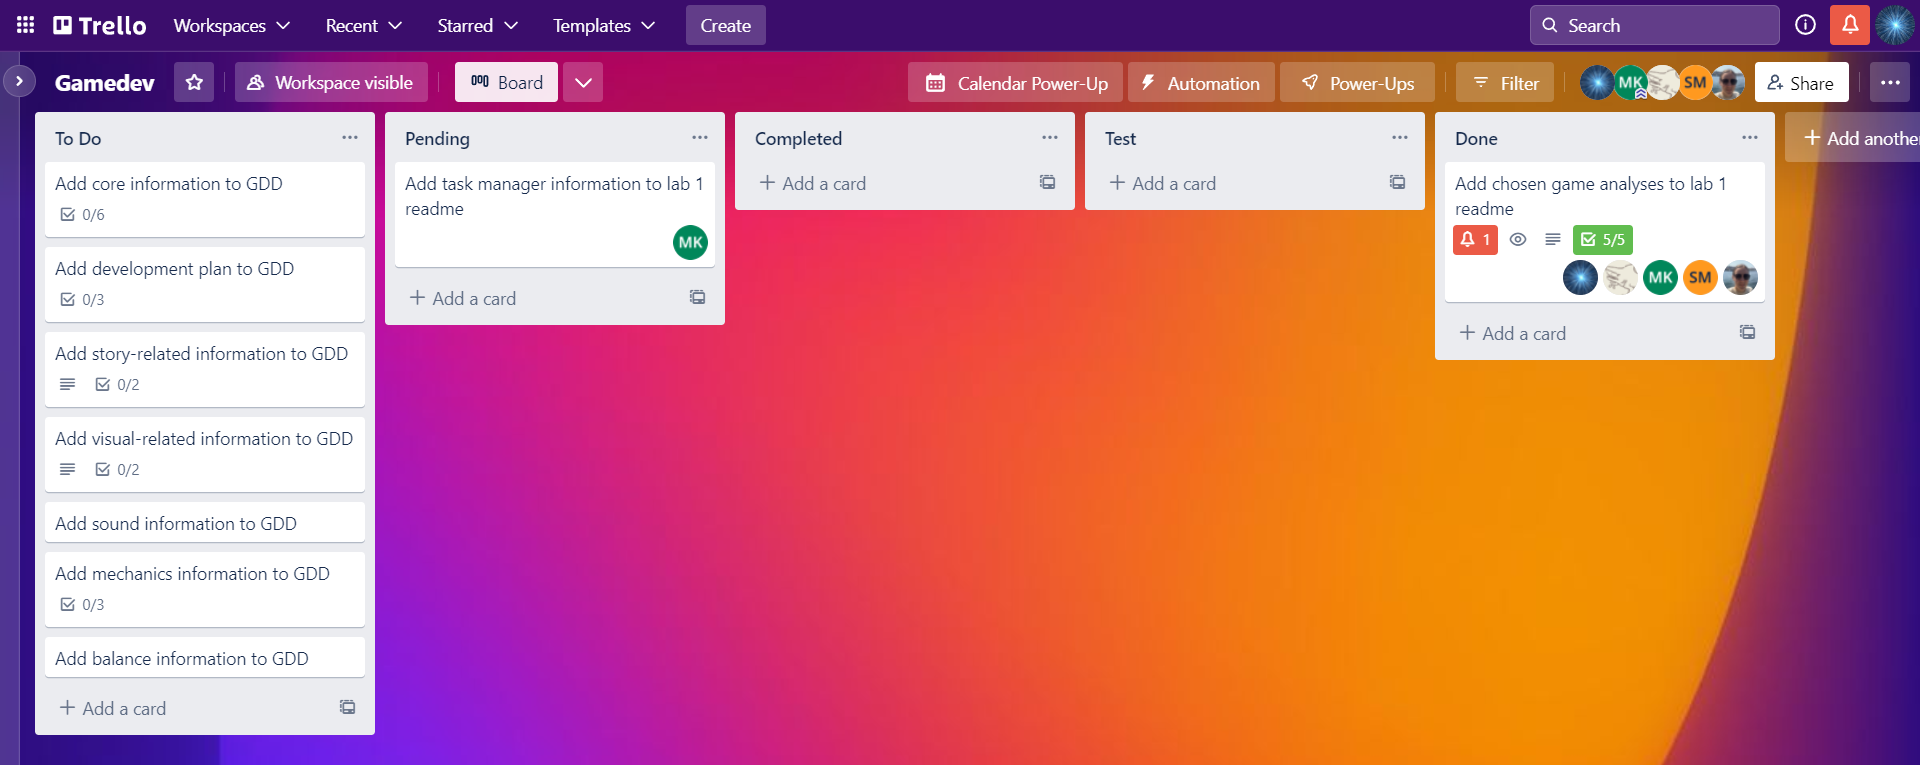 Trello Workspaces Recent Starred Templates Create Search
Gamedev Workspace visible Board Calendar Power-Up Automation Power-Ups Filter MK SM Share
To Do
Add core information to GDD
0/6
Add development plan to GDD
0/3
Add story-related information to GDD
0/2
Add visual-related information to GDD
0/2
Add sound information to GDD
Add mechanics information to GDD
0/3
Add balance information to GDD
+ Add a card
Pending
Add task manager information to lab 1
readme
MK
+ Add a card
Completed
+ Add a card
Test
+ Add a card
Done
Add chosen game analyses to lab 1
readme
1 5/5
MK SM
+ Add a card
+ Add another